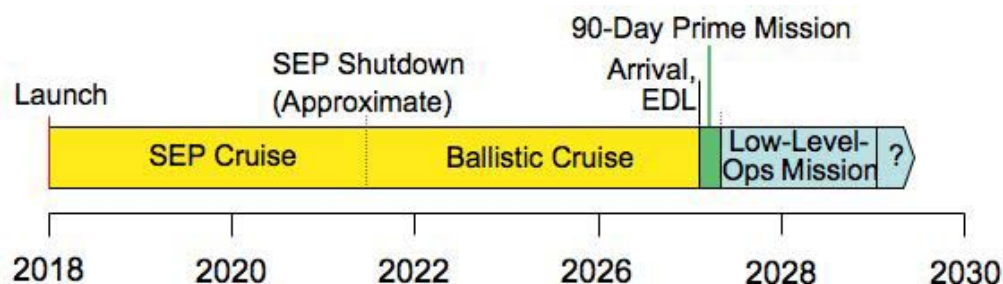 90-Day Prime Mission
SEP Shutdown
(Approximate)
Arrival,
EDL
Launch
SEP Cruise
Ballistic Cruise
Low-Level-
Ops Mission
?
2018 2020 2022 2026 2028 2030